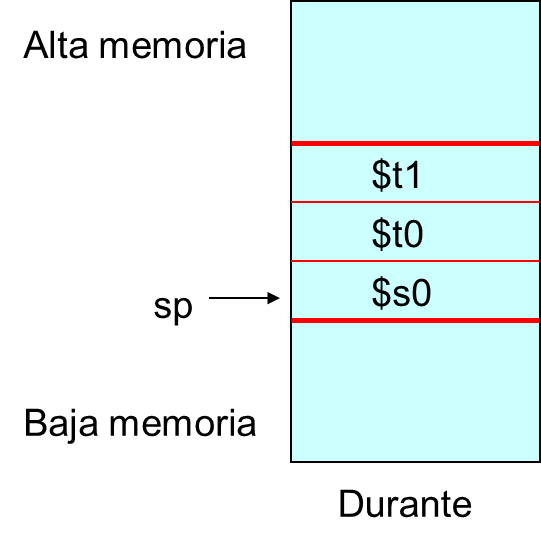 Alta memoria
$t1
$t0
$s0
sp
Baja memoria
Durante